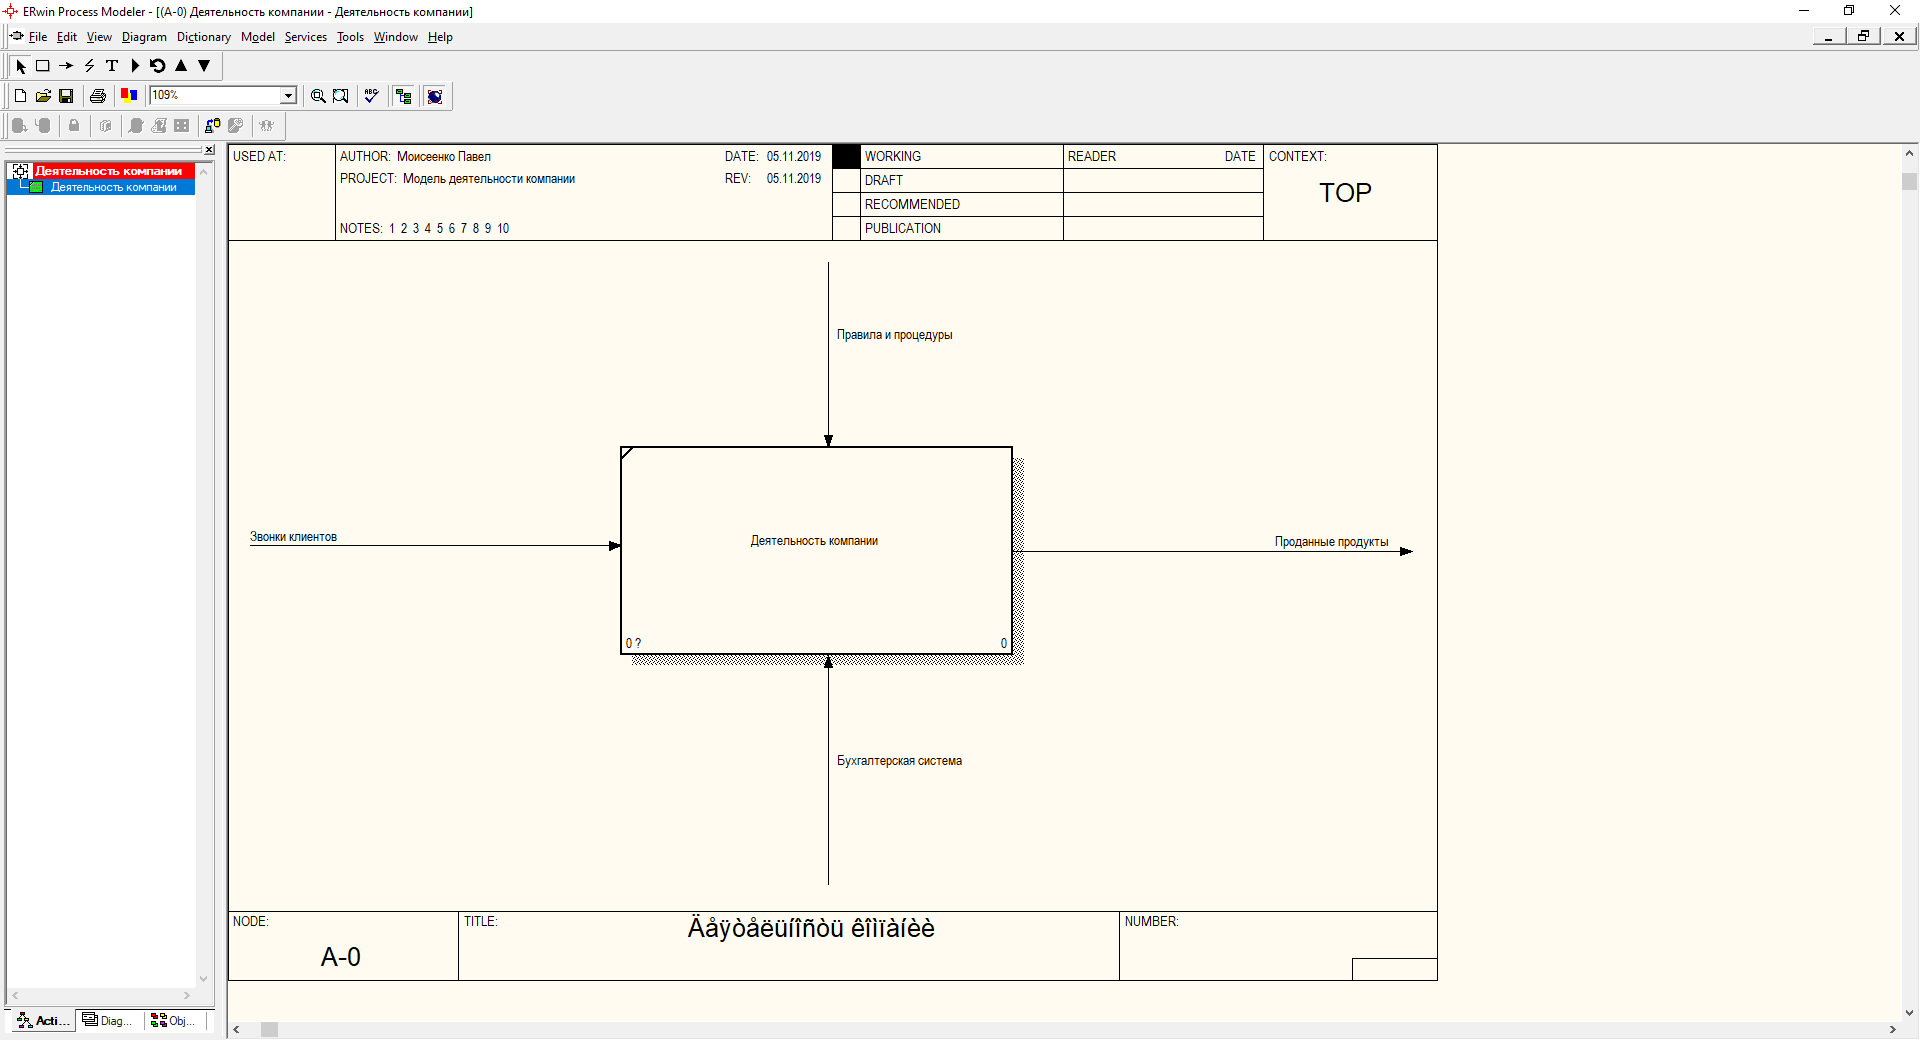 ERwin Process Modeler - [(A-0) Деятельность компании - Деятельность компании]
File Edit View Diagram Dictionary Model Services Tools Window Help
109%
ABC
Деятельность компании
Деятельность компании
Acti...
Diag...
Obj...
USED AT:
AUTHOR: Моисеенко Павел
DATE: 05.11.2019
PROJECT: Модель деятельности компании
REV: 05.11.2019
NOTES: 1 2 3 4 5 6 7 8 9 10
WORKING
DRAFT
RECOMMENDED
PUBLICATION
READER DATE
CONTEXT:
TOP
Правила и процедуры
Звонки клиентов
Деятельность компании
Проданные продукты
0 ?
0
Бухгалтерская система
NODE:
A-0
TITLE:
Äåÿòåëüíîñòü êîìïàíèè
NUMBER: